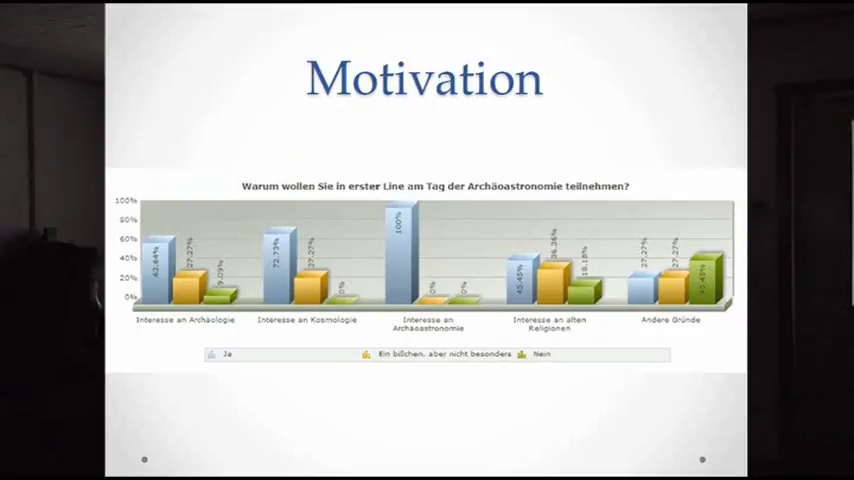 Motivation
Warum wollen Sie in erster Line am Tag der Archäoastronomie teilnehmen?
100%
80%
60%
40%
20%
0%
63.64%
27.27%
9.09%
72.73%
27.27%
0%
100%
0%
0%
45.45%
36.36%
18.18%
27.27%
27.27%
45.45%
Interesse an Archäologie
Interesse an Kosmologie
Interesse an
Archäoastronomie
Interesse an alten
Religionen
Andere Gründe
Ja
Ein bißchen, aber nicht besonders
Nein